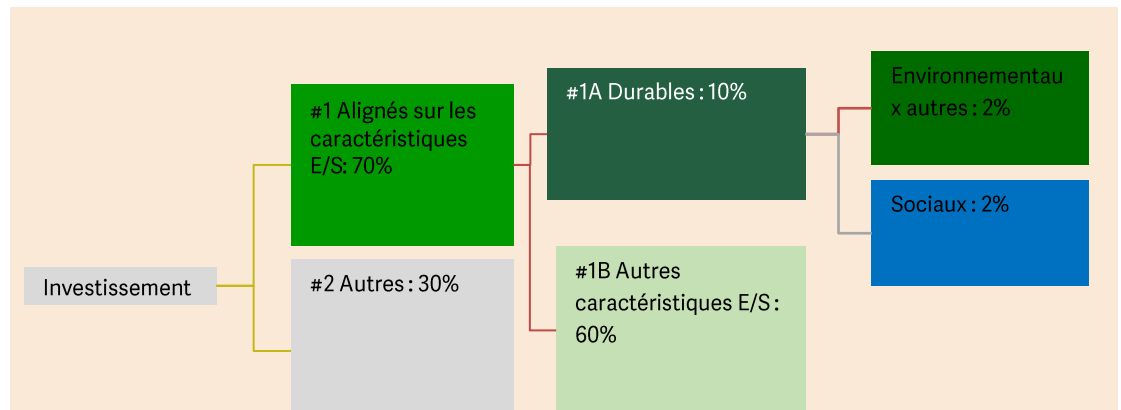 Investissement
#1 Alignés sur les
caractéristiques
E/S: 70%
#2 Autres : 30%
#1A Durables : 10%
#1B Autres
caractéristiques E/S :
60%
Environnementau
x autres : 2%
Sociaux : 2%